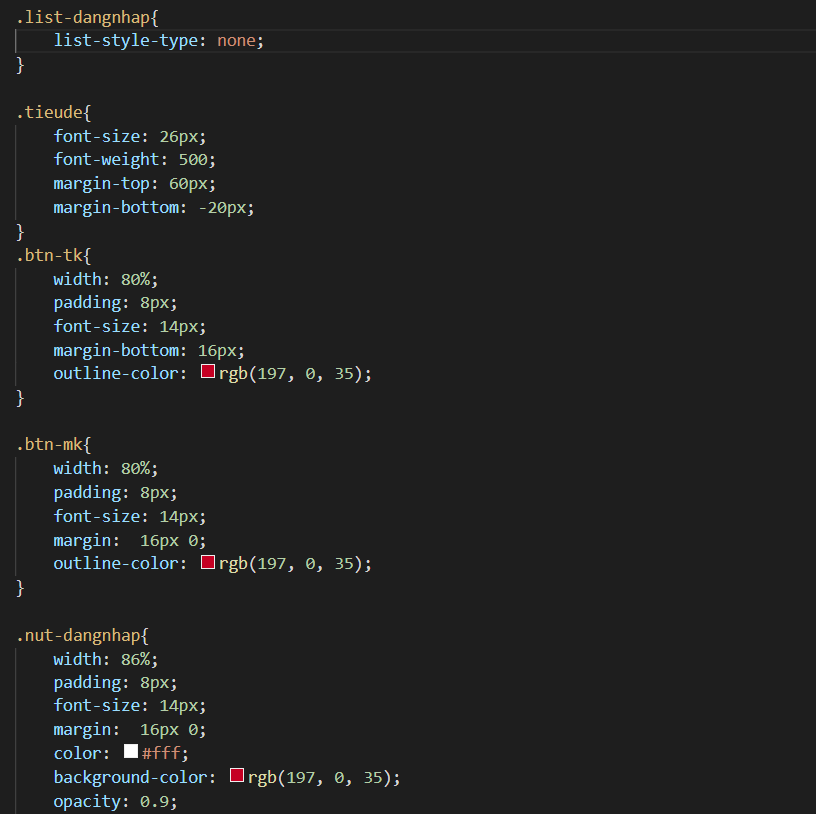 .list-dangnhap{
    list-style-type: none;
}

.tieude{
    font-size: 26px;
    font-weight: 500;
    margin-top: 60px;
    margin-bottom: -20px;
}
.btn-tk{
    width: 80%;
    padding: 8px;
    font-size: 14px;
    margin-bottom: 16px;
    outline-color: rgb(197, 0, 35);
}

.btn-mk{
    width: 80%;
    padding: 8px;
    font-size: 14px;
    margin:  16px 0;
    outline-color: rgb(197, 0, 35);
}

.nut-dangnhap{
    width: 86%;
    padding: 8px;
    font-size: 14px;
    margin:  16px 0;
    color: #fff;
    background-color: rgb(197, 0, 35);
    opacity: 0.9;